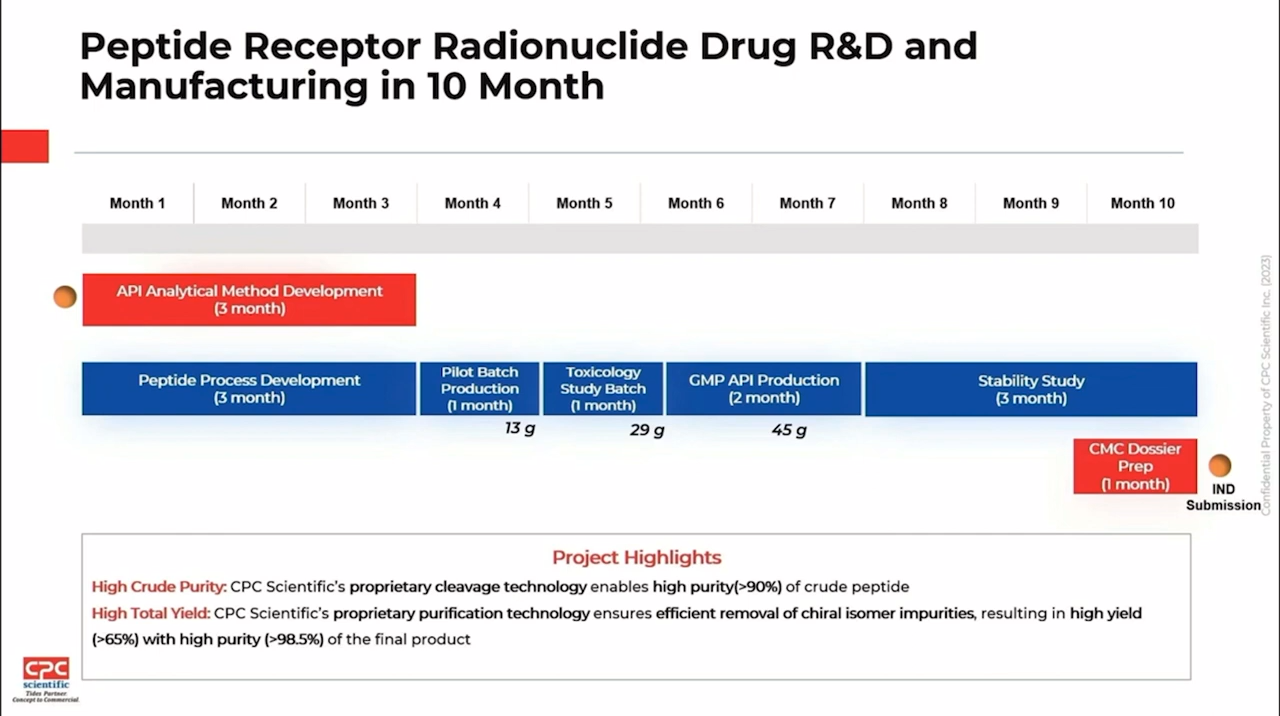 Peptide Receptor Radionuclide Drug R&D and
Manufacturing in 10 Month
Month 1 Month 2 Month 3 Month 4 Month 5 Month 6 Month 7 Month 8 Month 9 Month 10
API Analytical Method Development
(3 month)
Peptide Process Development
(3 month)
Pilot Batch
Production
(1 month)
Toxicology
Study Batch
(1 month)
GMP API Production
(2 month)
Stability Study
(3 month)
13 g
29 g
45 g
CMC Dossier
Prep
(1 month)
IND
Submission
Project Highlights
High Crude Purity: CPC Scientific's proprietary cleavage technology enables high purity(>90%) of crude peptide
High Total Yield: CPC Scientific's proprietary purification technology ensures efficient removal of chiral isomer impurities, resulting in high yield
(>65%) with high purity (>98.5%) of the final product
CPC
scientific
Tides Partner
Concept to Commercial
Confidential Property of CPC Scientific Inc. (2023)